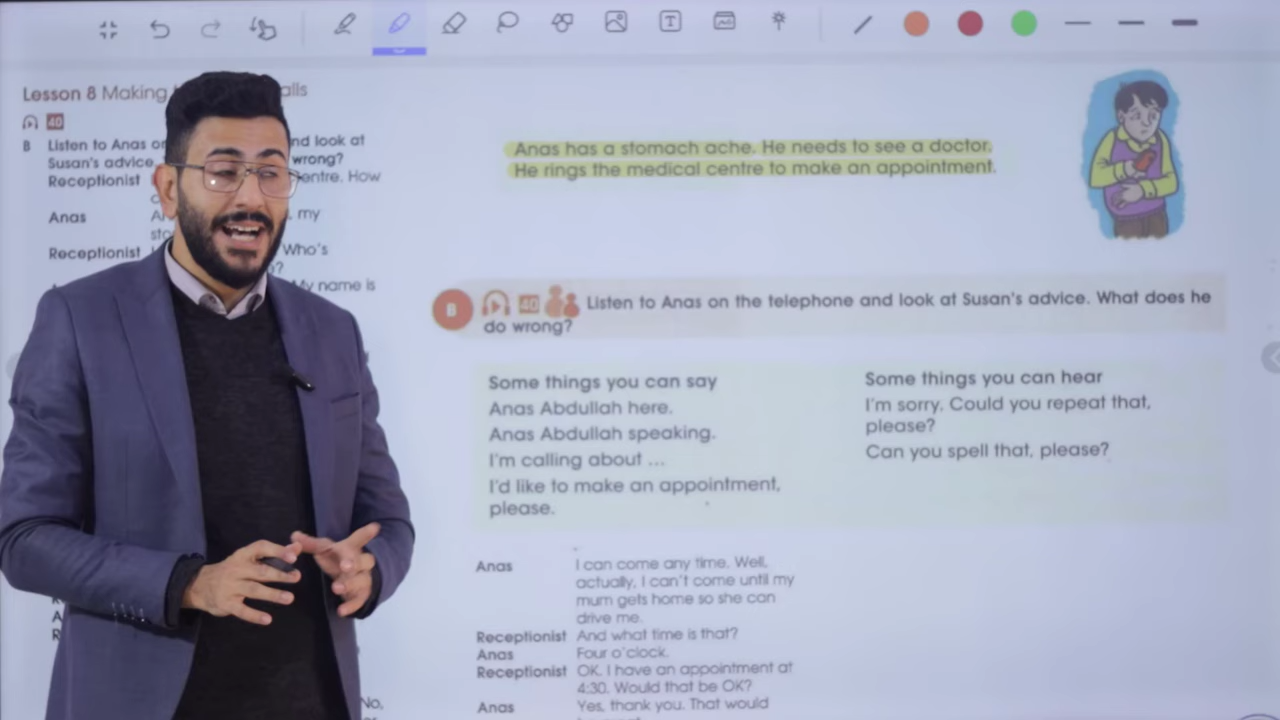 Lesson 8 Making
alls
40
B Listen to Anas on
nd look at
Susan's advice.
wrong?
Receptionist
entre. How
Anas
my
sto
Receptionist
Who's
?
My name is
No,
Anas has a stomach ache. He needs to see a doctor.
He rings the medical centre to make an appointment.
B 40 Listen to Anas on the telephone and look at Susan's advice. What does he
do wrong?
Some things you can say
Anas Abdullah here.
Anas Abdullah speaking.
I'm calling about ...
I'd like to make an appointment,
please.
Some things you can hear
I'm sorry. Could you repeat that,
please?
Can you spell that, please?
Anas I can come any time. Well,
actually, I can't come until my
mum gets home so she can
drive me.
Receptionist And what time is that?
Anas Four o'clock.
Receptionist OK. I have an appointment at
4:30. Would that be OK?
Anas Yes, thank you. That would